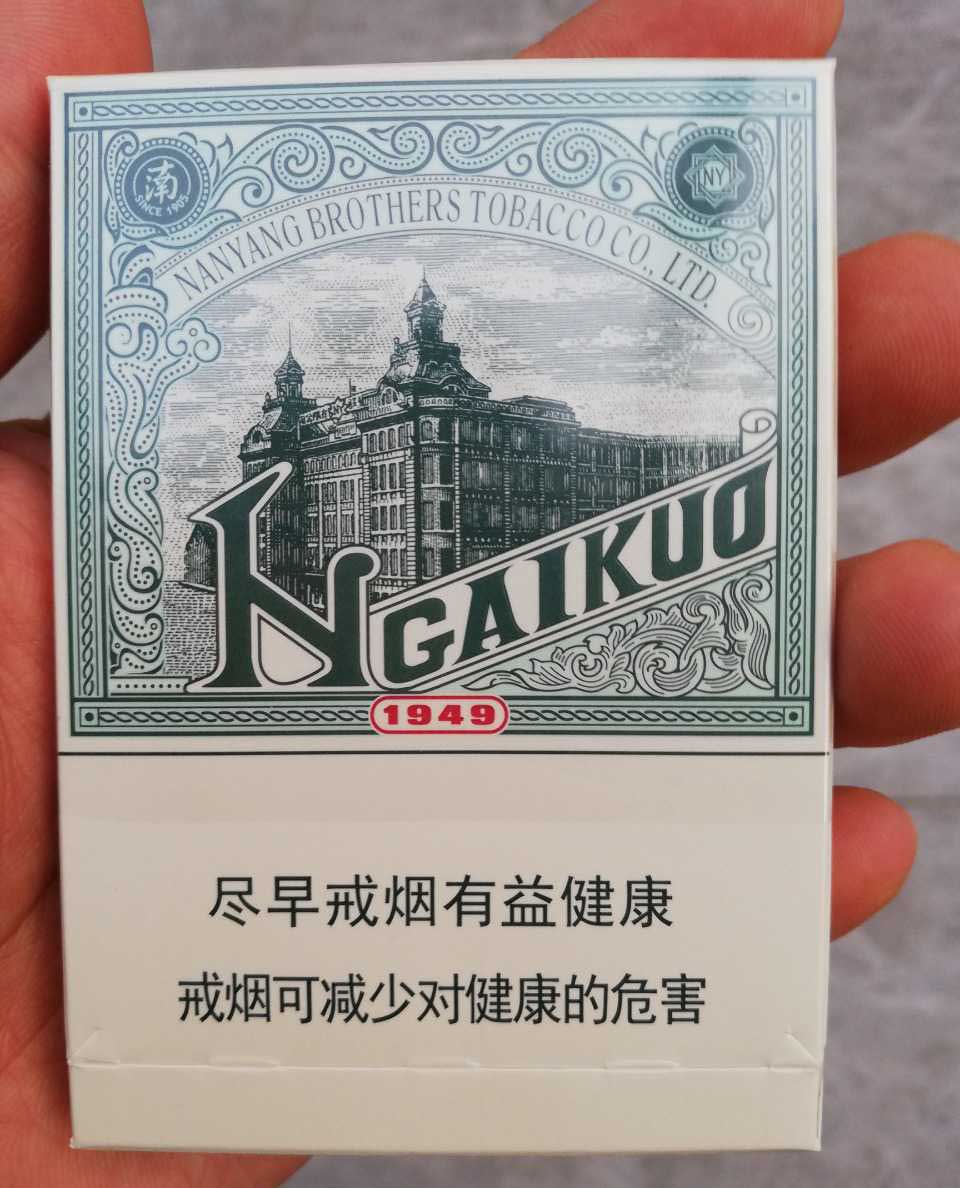 南
SINCE 1905
NY
NANYANG BROTHERS TOBACCO CO., LTD.
NGAIKUO
1949
尽早戒烟有益健康
戒烟可减少对健康的危害